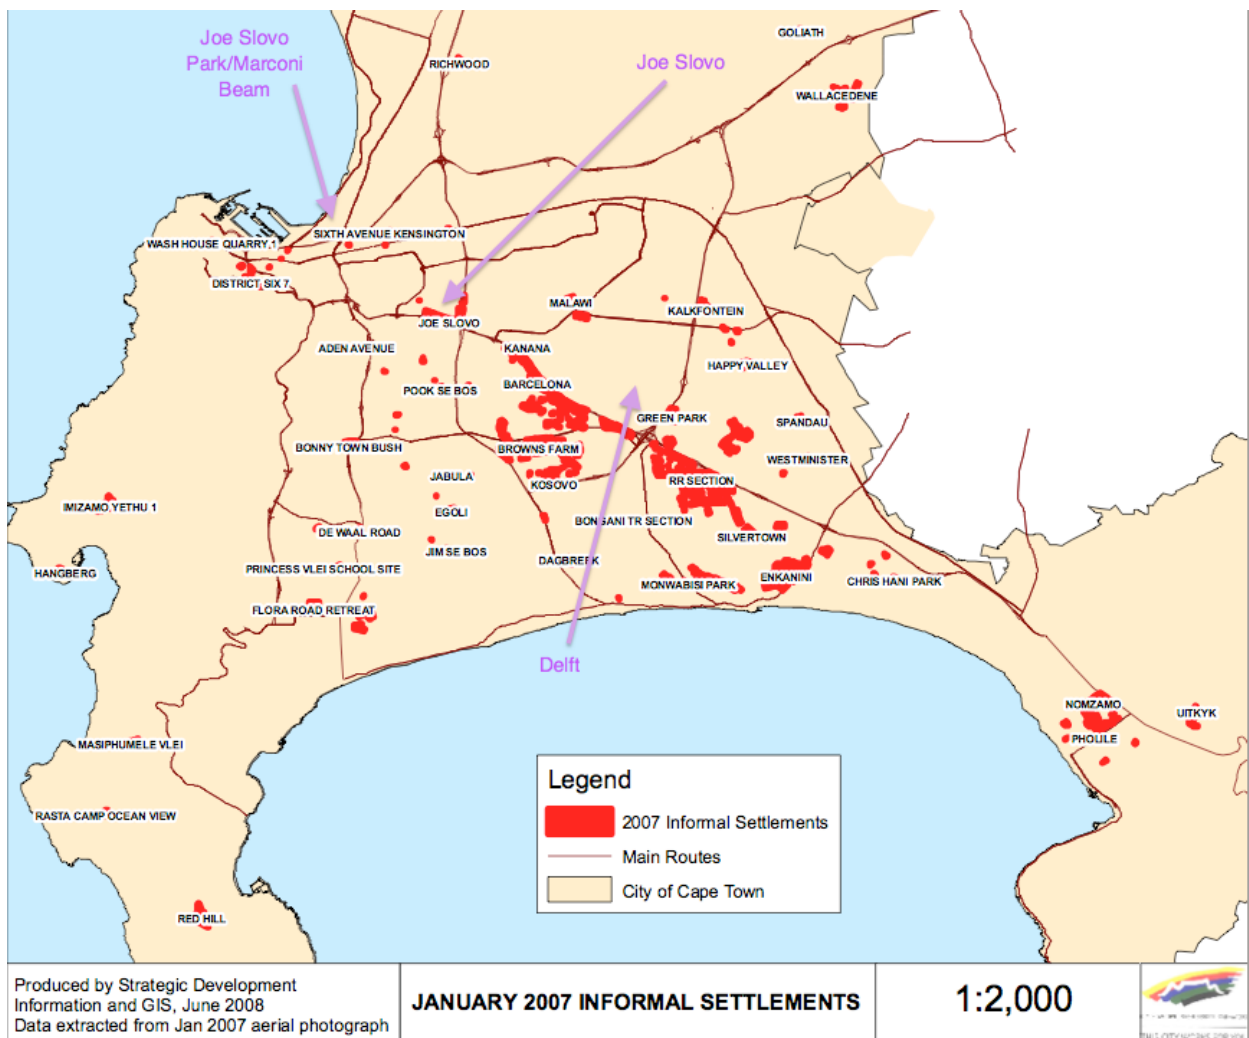 GOLIATH
Joe Slovo
Park/Marconi
Beam
Joe Slovo
RICHWOOD
WALLACEDENE
SIXTH AVENUE KENSINGTON
WASH HOUSE QUARRY,1
DISTRICT SIX 7
MALAWI
KALKFONTEIN
JOE SLOVO
ADEN AVENUE
KANANA
HAPPY VALLEY
POOK SE BOS
BARCELONA
GREEN PARK
SPANDAU
BONNY TOWN BUSH
BROWNS FARM
WESTMINISTER
JABULA
KOSOVO
RR SECTION
IMIZAMO YETHU 1
EGOLI
BONGANI TR SECTION
DE WAAL ROAD
SILVERTOWN
JIM SE BOS
DAGBREEK
HANGBERG
PRINCESS VLEI SCHOOL SITE
MONWABISI PARK
ENKANINI
CHRIS HANI PARK
FLORA ROAD RETREAT
Delft
NOMZAMO
UITKYK
PHOLILE
MASIPHUMELE VLEI
RASTA CAMP OCEAN VIEW
RED HILL
Legend
2007 Informal Settlements
Main Routes
City of Cape Town
Produced by Strategic Development
Information and GIS, June 2008
Data extracted from Jan 2007 aerial photograph
JANUARY 2007 INFORMAL SETTLEMENTS
1:2,000